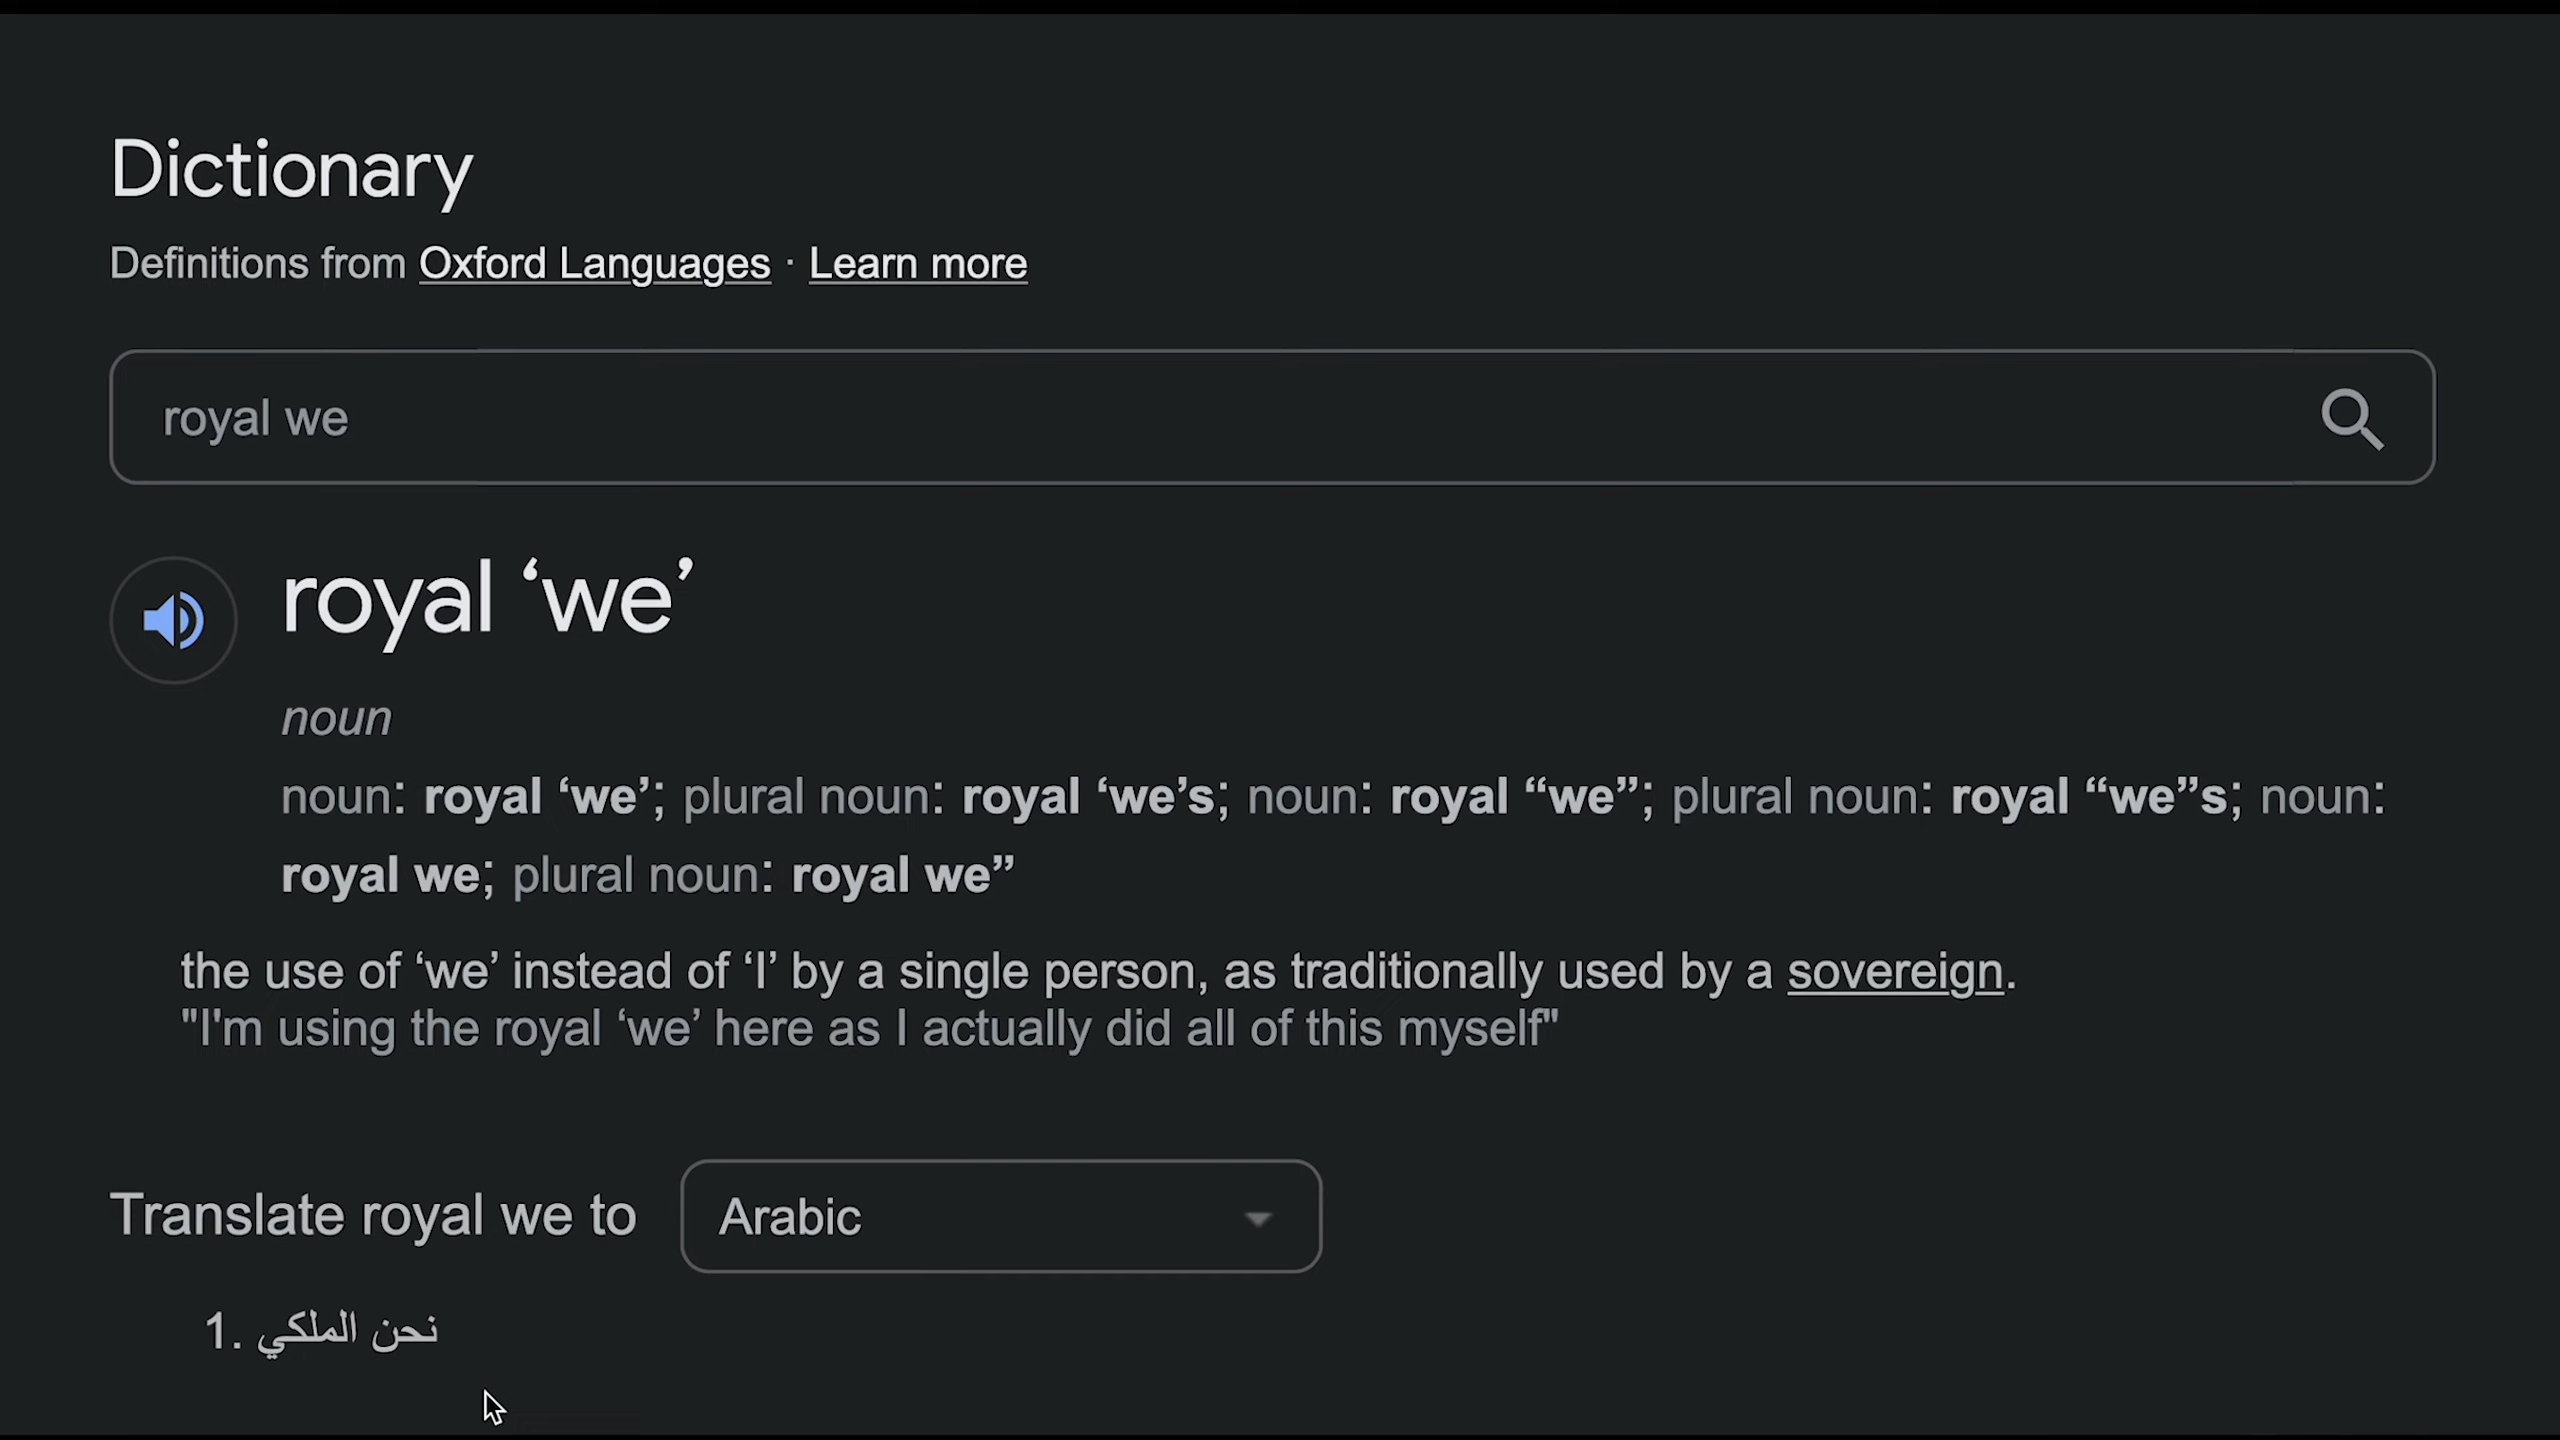 Dictionary
Definitions from Oxford Languages · Learn more
royal we
royal ‘we’
noun
noun: royal ‘we’; plural noun: royal ‘we’s; noun: royal “we”; plural noun: royal “we”s; noun:
royal we; plural noun: royal we”
the use of ‘we’ instead of ‘I’ by a single person, as traditionally used by a sovereign.
"I'm using the royal ‘we’ here as I actually did all of this myself"
Translate royal we to Arabic
1. نحن الملكي